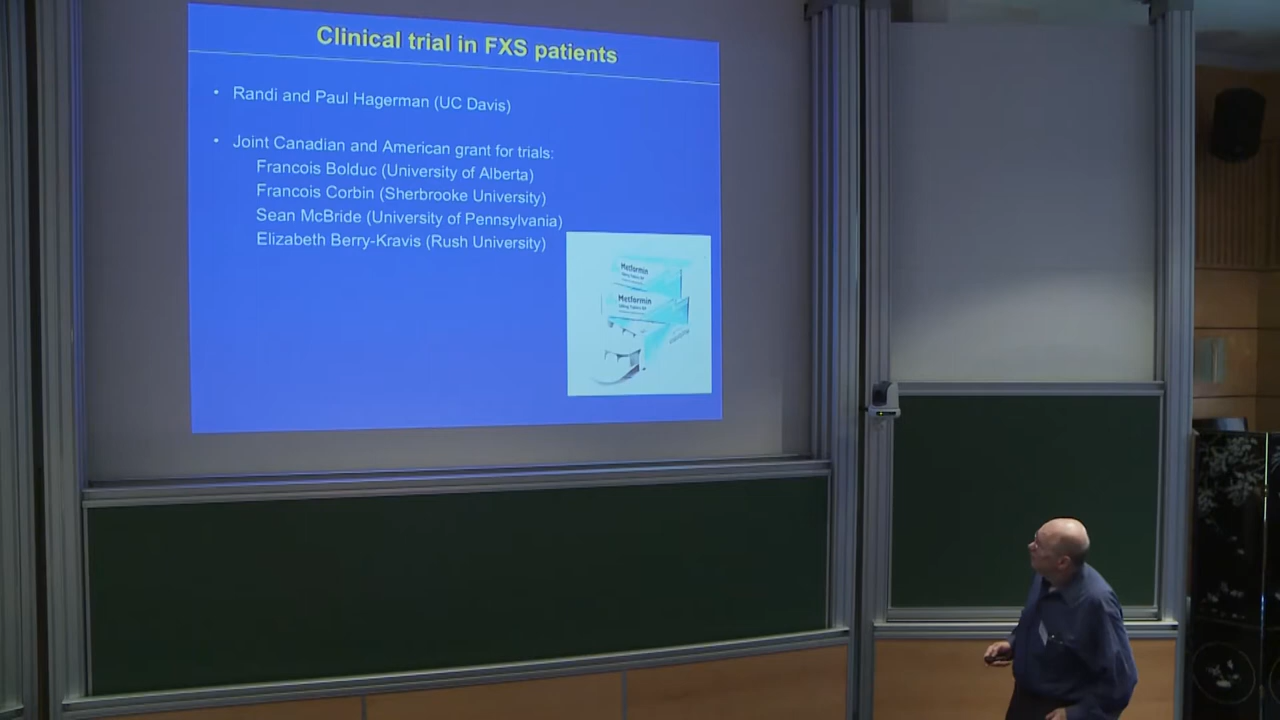 Clinical trial in FXS patients
• Randi and Paul Hagerman (UC Davis)
• Joint Canadian and American grant for trials:
Francois Bolduc (University of Alberta)
Francois Corbin (Sherbrooke University)
Sean McBride (University of Pennsylvania)
Elizabeth Berry-Kravis (Rush University)
Metformin
Metformin